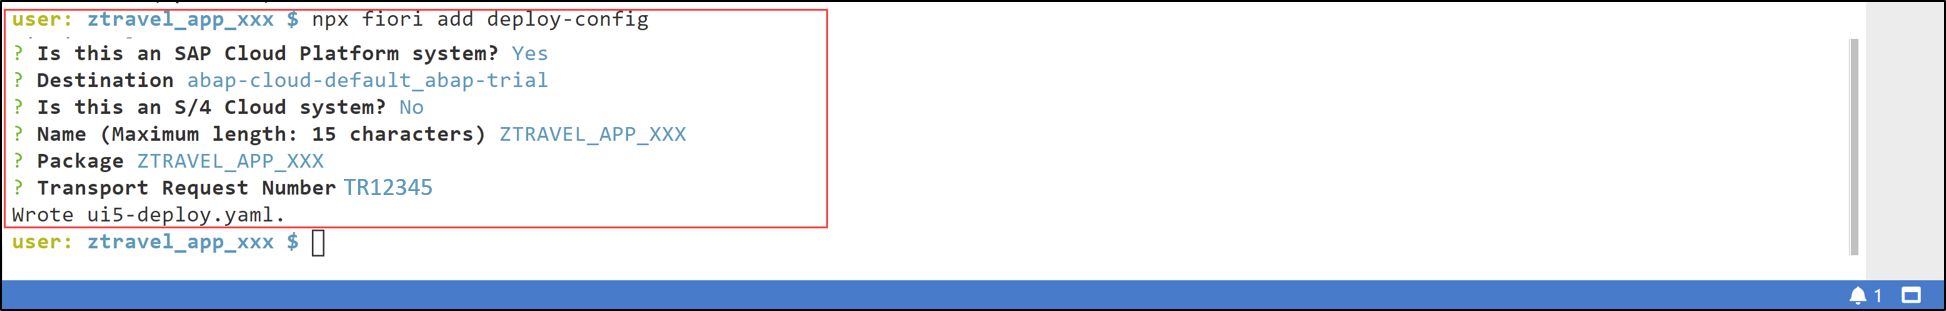 user: ztravel_app_xxx $ npx fiori add deploy-config
? Is this an SAP Cloud Platform system? Yes
? Destination abap-cloud-default_abap-trial
? Is this an S/4 Cloud system? No
? Name (Maximum length: 15 characters) ZTRAVEL_APP_XXX
? Package ZTRAVEL_APP_XXX
? Transport Request Number TR12345
Wrote ui5-deploy.yaml.
user: ztravel_app_xxx $
1